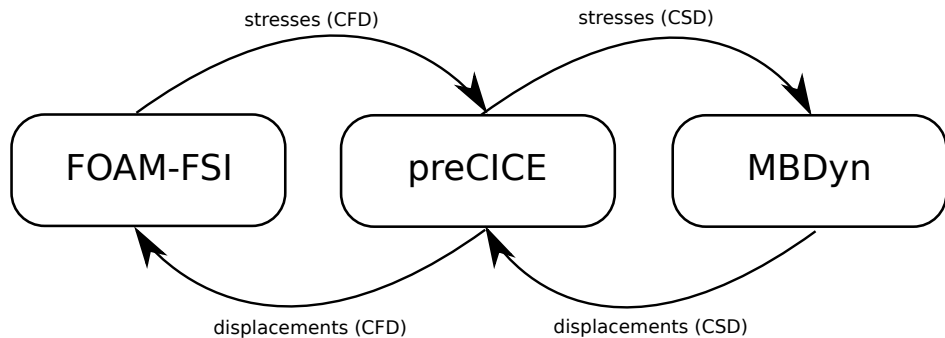 stresses (CFD)
stresses (CSD)
FOAM-FSI
preCICE
MBDyn
displacements (CFD)
displacements (CSD)